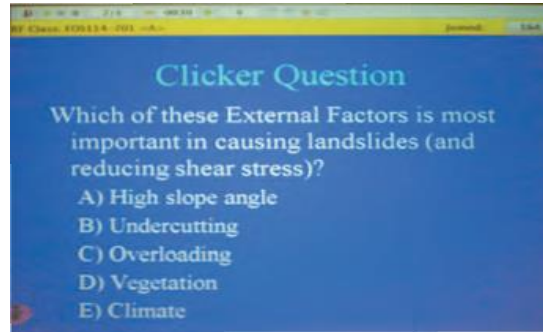 Clicker Question
Which of these External Factors is most
important in causing landslides (and
reducing shear stress)?
A) High slope angle
B) Undercutting
C) Overloading
D) Vegetation
E) Climate